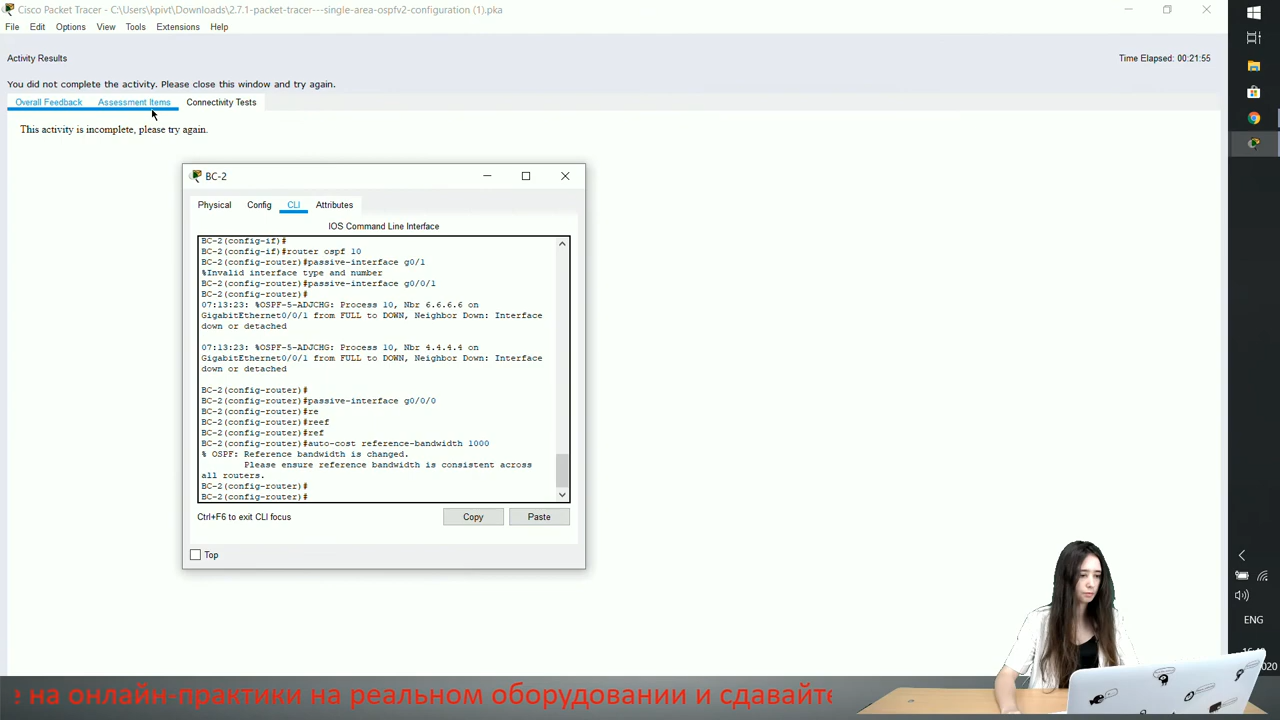 Cisco Packet Tracer - C:\Users\kpivt\Downloads\2.7.1-packet-tracer---single-area-ospfv2-configuration (1).pka
File Edit Options View Tools Extensions Help
Activity Results
Time Elapsed: 00:21:55
You did not complete the activity. Please close this window and try again.
Overall Feedback Assessment Items Connectivity Tests
This activity is incomplete, please try again.
BC-2
Physical Config CLI Attributes
IOS Command Line Interface
BC-2(config-if)#
BC-2(config-if)#router ospf 10
BC-2(config-router)#passive-interface g0/1
%Invalid interface type and number
BC-2(config-router)#passive-interface g0/0/1
BC-2(config-router)#
07:13:23: %OSPF-5-ADJCHG: Process 10, Nbr 6.6.6.6 on
GigabitEthernet0/0/1 from FULL to DOWN, Neighbor Down: Interface
down or detached
07:13:23: %OSPF-5-ADJCHG: Process 10, Nbr 4.4.4.4 on
GigabitEthernet0/0/1 from FULL to DOWN, Neighbor Down: Interface
down or detached
BC-2(config-router)#
BC-2(config-router)#passive-interface g0/0/0
BC-2(config-router)#re
BC-2(config-router)#reef
BC-2(config-router)#ref
BC-2(config-router)#auto-cost reference-bandwidth 1000
% OSPF: Reference bandwidth is changed.
Please ensure reference bandwidth is consistent across
all routers.
BC-2(config-router)#
BC-2(config-router)#
Ctrl+F6 to exit CLI focus
Copy Paste
Top
ENG
на онлайн-практики на реальном оборудовании и сдавайте